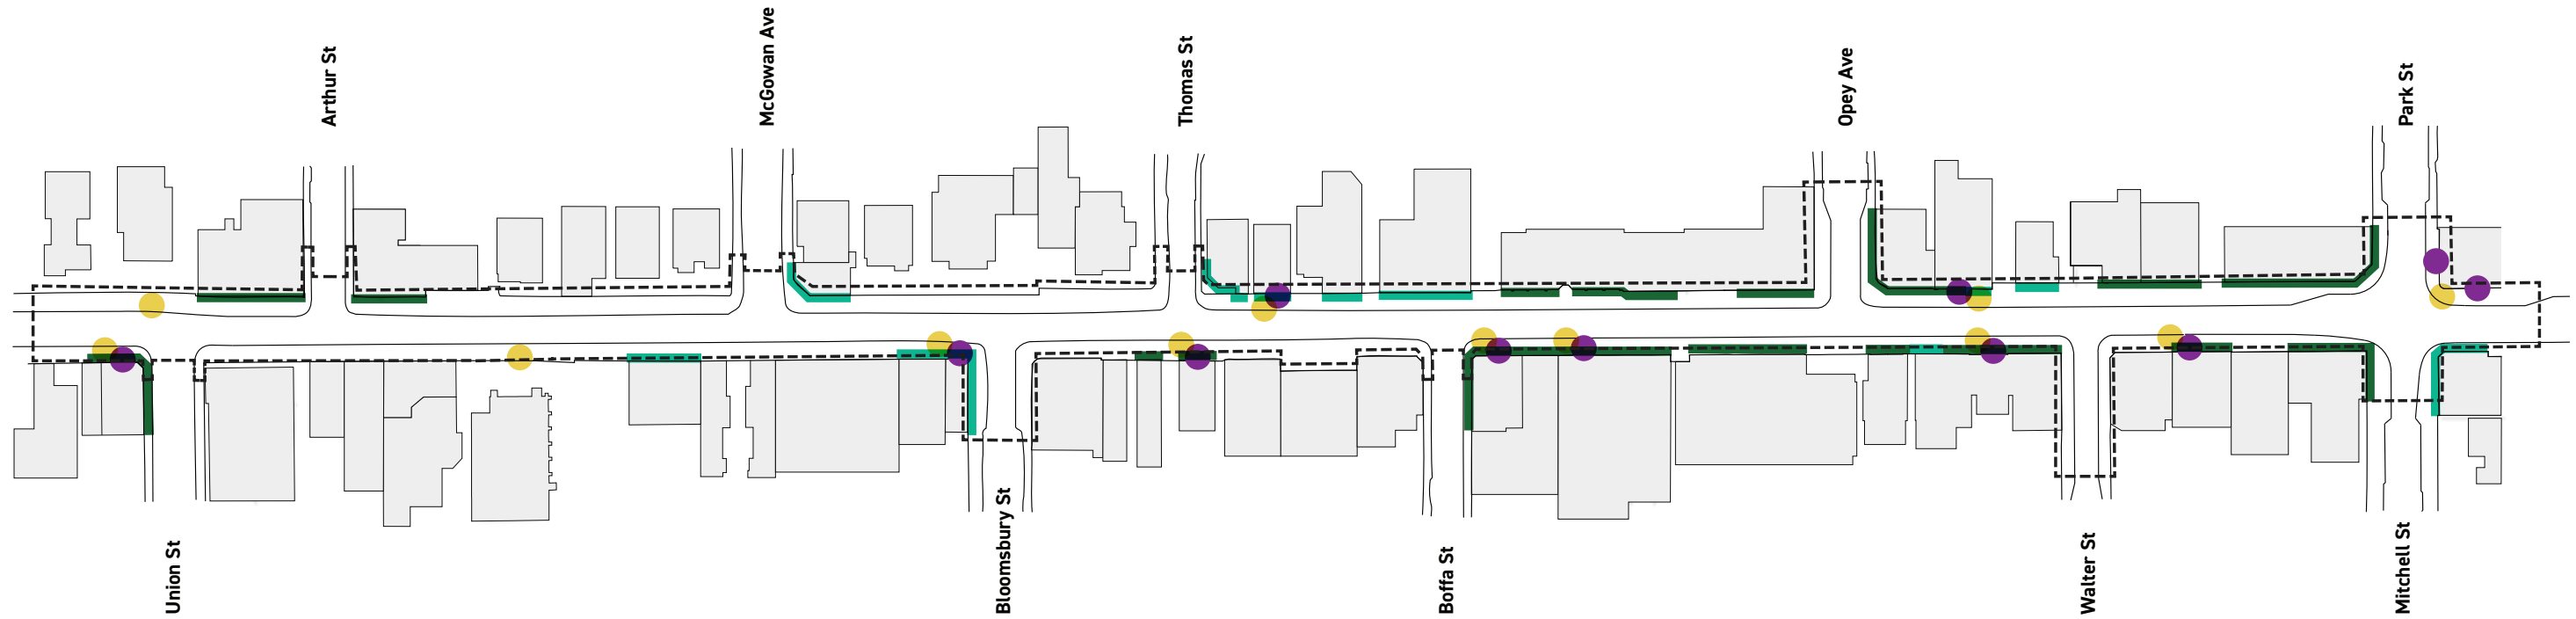 Arthur St
McGowan Ave
Thomas St
Opey Ave
Park St
Union St
Bloomsbury St
Boffa St
Walter St
Mitchell St